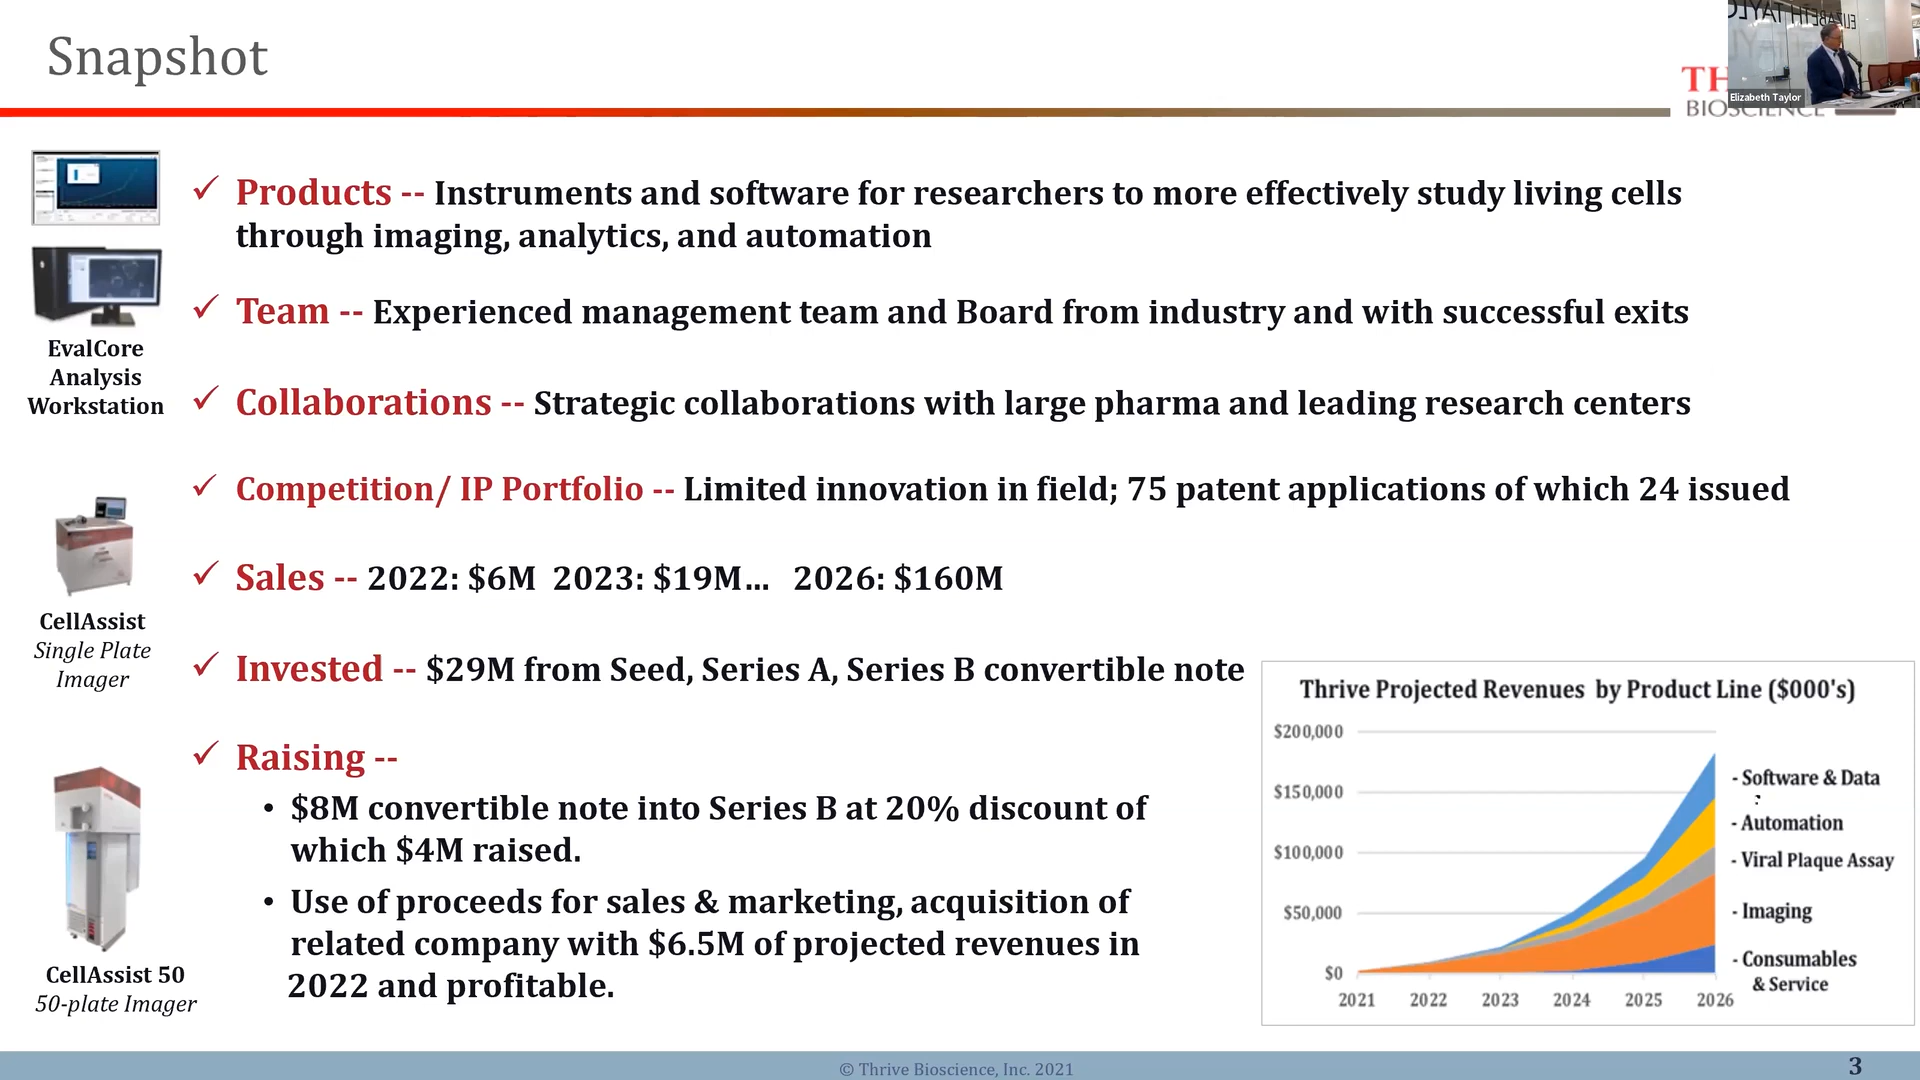 Snapshot
ELIZABETH TAYLO
Elizabeth Taylor
TH
BIOSCIENCE
✓ Products -- Instruments and software for researchers to more effectively study living cells
through imaging, analytics, and automation
✓ Team -- Experienced management team and Board from industry and with successful exits
✓ Collaborations -- Strategic collaborations with large pharma and leading research centers
✓ Competition/ IP Portfolio -- Limited innovation in field; 75 patent applications of which 24 issued
✓ Sales -- 2022: $6M 2023: $19M... 2026: $160M
✓ Invested -- $29M from Seed, Series A, Series B convertible note
✓ Raising --
• $8M convertible note into Series B at 20% discount of
which $4M raised.
• Use of proceeds for sales & marketing, acquisition of
related company with $6.5M of projected revenues in
2022 and profitable.
EvalCore
Analysis
Workstation
CellAssist
Single Plate
Imager
CellAssist 50
50-plate Imager
Thrive Projected Revenues by Product Line ($000's)
$200,000
$150,000
$100,000
$50,000
$0
2021 2022 2023 2024 2025 2026
- Software & Data
- Automation
- Viral Plaque Assay
- Imaging
- Consumables
& Service
© Thrive Bioscience, Inc. 2021
3